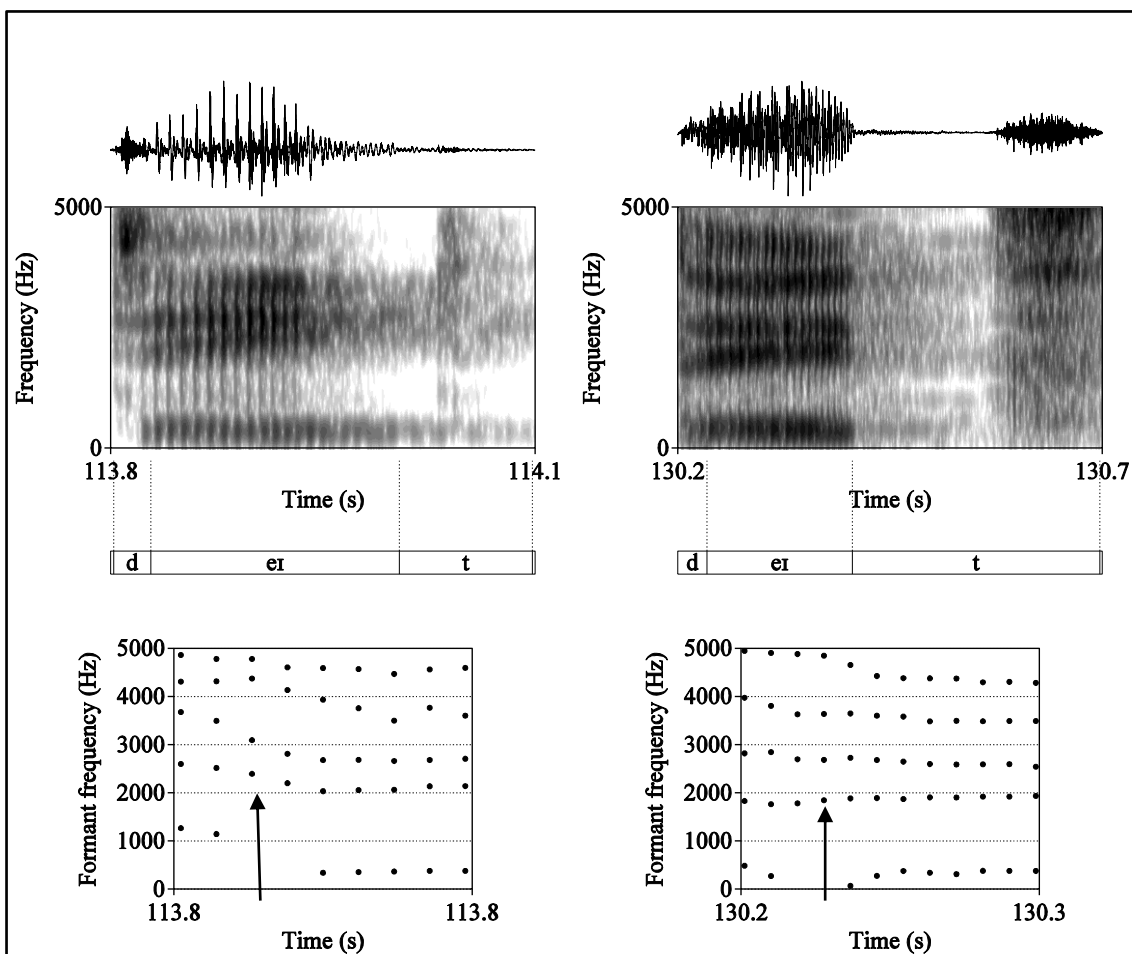 5000
Frequency (Hz)
0
113.8
114.1
Time (s)
d
eɪ
t
5000
Frequency (Hz)
0
130.2
130.7
Time (s)
d
eɪ
t
5000
4000
3000
2000
1000
0
Formant frequency (Hz)
113.8
113.8
Time (s)
5000
4000
3000
2000
1000
0
Formant frequency (Hz)
130.2
130.3
Time (s)